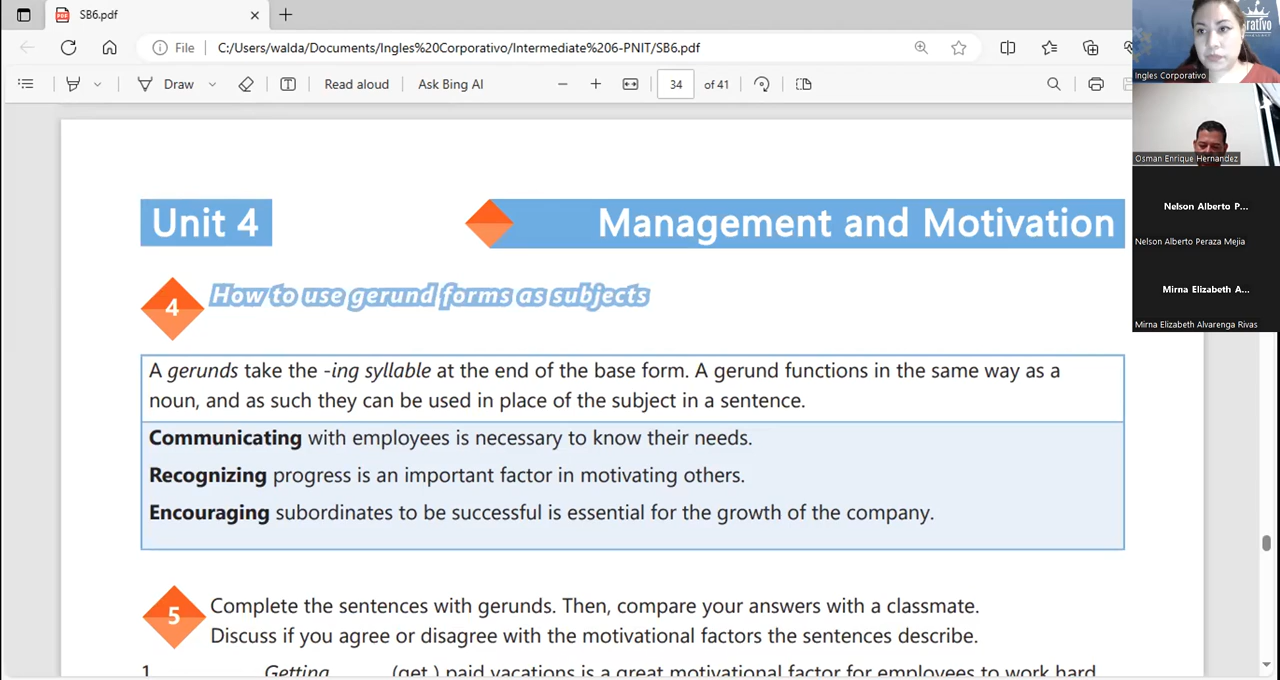 SB6.pdf
File C:/Users/walda/Documents/Ingles%20Corporativo/Intermediate%206-PNIT/SB6.pdf
Draw Read aloud Ask Bing AI 34 of 41
rativo
Ingles Corporativo
Osman Enrique Hernandez
Nelson Alberto P...
Nelson Alberto Peraza Mejia
Mirna Elizabeth A...
Mirna Elizabeth Alvarenga Rivas
Unit 4 Management and Motivation
4 How to use gerund forms as subjects
A gerunds take the -ing syllable at the end of the base form. A gerund functions in the same way as a
noun, and as such they can be used in place of the subject in a sentence.
Communicating with employees is necessary to know their needs.
Recognizing progress is an important factor in motivating others.
Encouraging subordinates to be successful is essential for the growth of the company.
5 Complete the sentences with gerunds. Then, compare your answers with a classmate.
Discuss if you agree or disagree with the motivational factors the sentences describe.
1 Getting (get ) paid vacations is a great motivational factor for employees to work hard